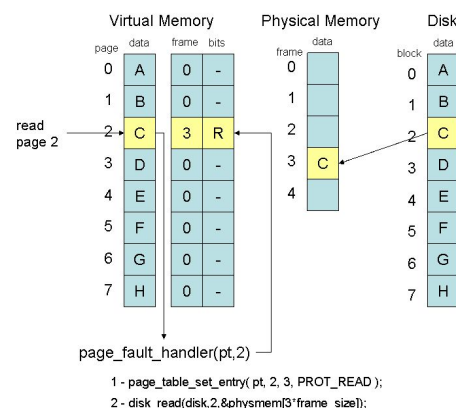 Virtual Memory Physical Memory Disk
page data frame bits frame data block data
0 A 0 - 0 0 A
1 B 0 - 1 1 B
read page 2
2 C 3 R 2 2 C
3 D 0 - 3 C 3 D
4 E 0 - 4 4 E
5 F 0 - 5 F
6 G 0 - 6 G
7 H 0 - 7 H
page_fault_handler(pt,2)
1 - page_table_set_entry( pt, 2, 3, PROT_READ );
2 - disk_read(disk,2,&physmem[3*frame_size]);